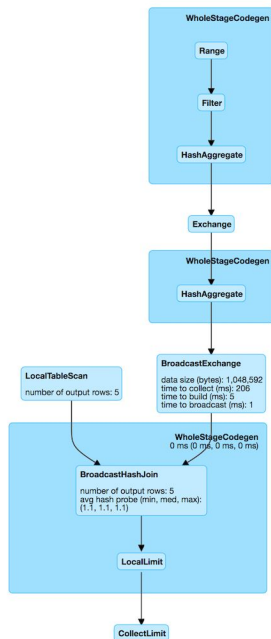 WholeStageCodegen
Range
Filter
HashAggregate
Exchange
WholeStageCodegen
HashAggregate
BroadcastExchange
data size (bytes): 1,048,592
time to collect (ms): 206
time to build (ms): 5
time to broadcast (ms): 1
LocalTableScan
number of output rows: 5
WholeStageCodegen
0 ms (0 ms, 0 ms, 0 ms)
BroadcastHashJoin
number of output rows: 5
avg hash probe (min, med, max):
(1.1, 1.1, 1.1)
LocalLimit
CollectLimit